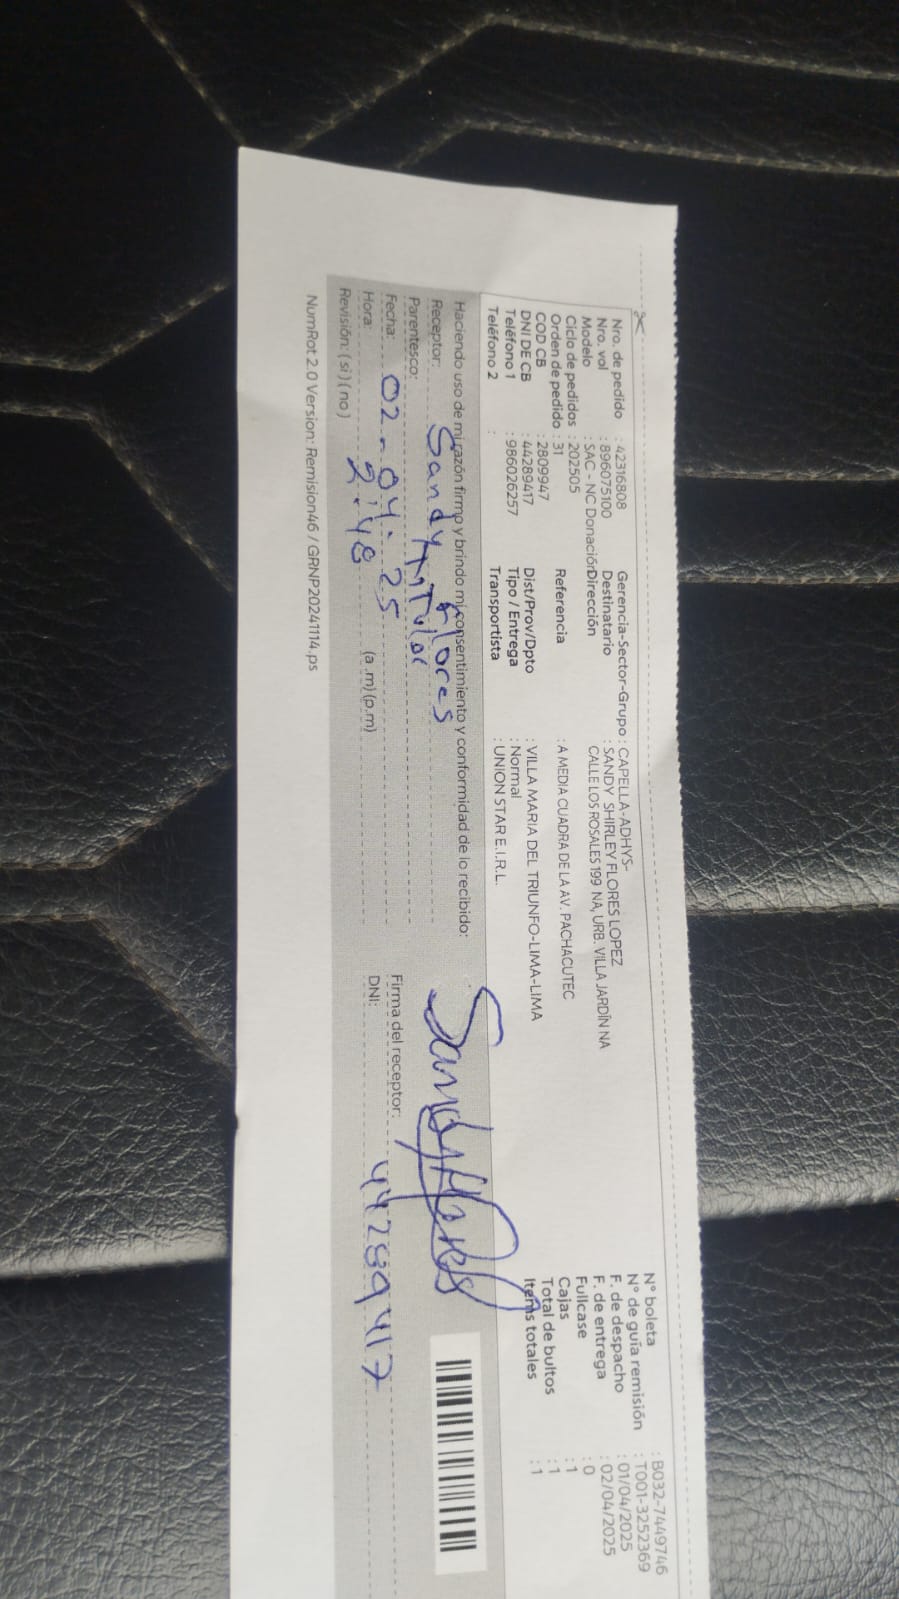 Nro. de pedido : 42316808
Nro. vol : 896075100
Modelo : SAC - NC Donación
Ciclo de pedidos : 202505
Orden de pedido : 31
COD CB : 2809947
DNI DE CB : 44289417
Teléfono 1 : 986026257
Teléfono 2 :
Gerencia-Sector-Grupo : CAPELLA-ADHYS-
Destinatario : SANDY SHIRLEY FLORES LOPEZ
Dirección CALLE LOS ROSALES 199 NA, URB. VILLA JARDÍN NA
Referencia : A MEDIA CUADRA DE LA AV. PACHACUTEC
Dist/Prov/Dpto : VILLA MARIA DEL TRIUNFO-LIMA-LIMA
Tipo / Entrega : Normal
Transportista : UNION STAR E.I.R.L.
N° boleta : B032-7449746
N° de guía remisión : T001-3252369
F. de despacho : 01/04/2025
F. de entrega : 02/04/2025
Fullcase : 0
Cajas : 1
Total de bultos : 1
Items totales : 1
Haciendo uso de mi razón firmo y brindo mi consentimiento y conformidad de lo recibido:
Receptor: Sandy Flores
Parentesco: Titular
Fecha: 02-04-25
Hora: 2:48 (a .m) (p.m)
Revisión: ( si ) ( no )
Sandy Flores
Firma del receptor:
DNI: 44289417
NumRot 2.0 Version: Remision46 / GRNP20241114.ps